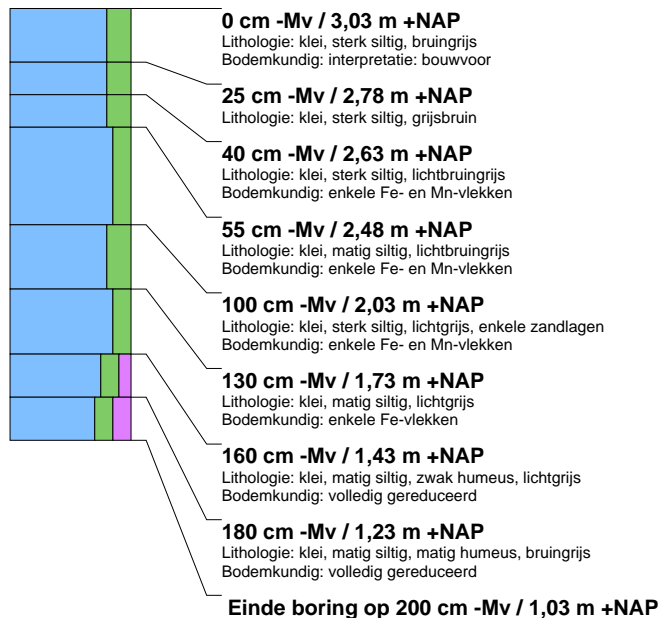 0 cm -Mv / 3,03 m +NAP
Lithologie: klei, sterk siltig, bruingrijs
Bodemkundig: interpretatie: bouwvoor
25 cm -Mv / 2,78 m +NAP
Lithologie: klei, sterk siltig, grijsbruin
40 cm -Mv / 2,63 m +NAP
Lithologie: klei, sterk siltig, lichtbruingrijs
Bodemkundig: enkele Fe- en Mn-vlekken
55 cm -Mv / 2,48 m +NAP
Lithologie: klei, matig siltig, lichtbruingrijs
Bodemkundig: enkele Fe- en Mn-vlekken
100 cm -Mv / 2,03 m +NAP
Lithologie: klei, sterk siltig, lichtgrijs, enkele zandlagen
Bodemkundig: enkele Fe- en Mn-vlekken
130 cm -Mv / 1,73 m +NAP
Lithologie: klei, matig siltig, lichtgrijs
Bodemkundig: enkele Fe-vlekken
160 cm -Mv / 1,43 m +NAP
Lithologie: klei, matig siltig, zwak humeus, lichtgrijs
Bodemkundig: volledig gereduceerd
180 cm -Mv / 1,23 m +NAP
Lithologie: klei, matig siltig, matig humeus, bruingrijs
Bodemkundig: volledig gereduceerd
Einde boring op 200 cm -Mv / 1,03 m +NAP